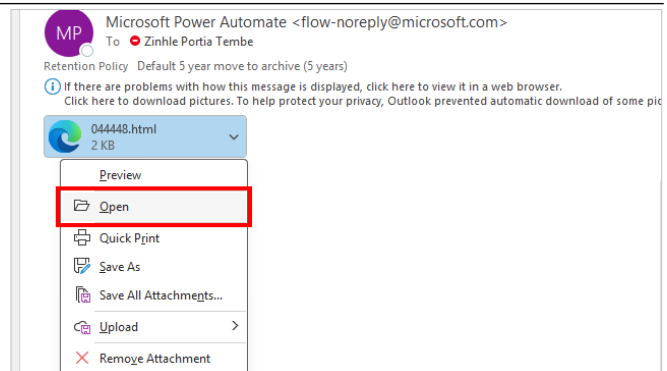 MP
Microsoft Power Automate <flow-noreply@microsoft.com>
To Zinhle Portia Tembe
Retention Policy Default 5 year move to archive (5 years)
If there are problems with how this message is displayed, click here to view it in a web browser.
Click here to download pictures. To help protect your privacy, Outlook prevented automatic download of some pic
044448.html
2 KB
Preview
Open
Quick Print
Save As
Save All Attachments...
Upload
Remove Attachment